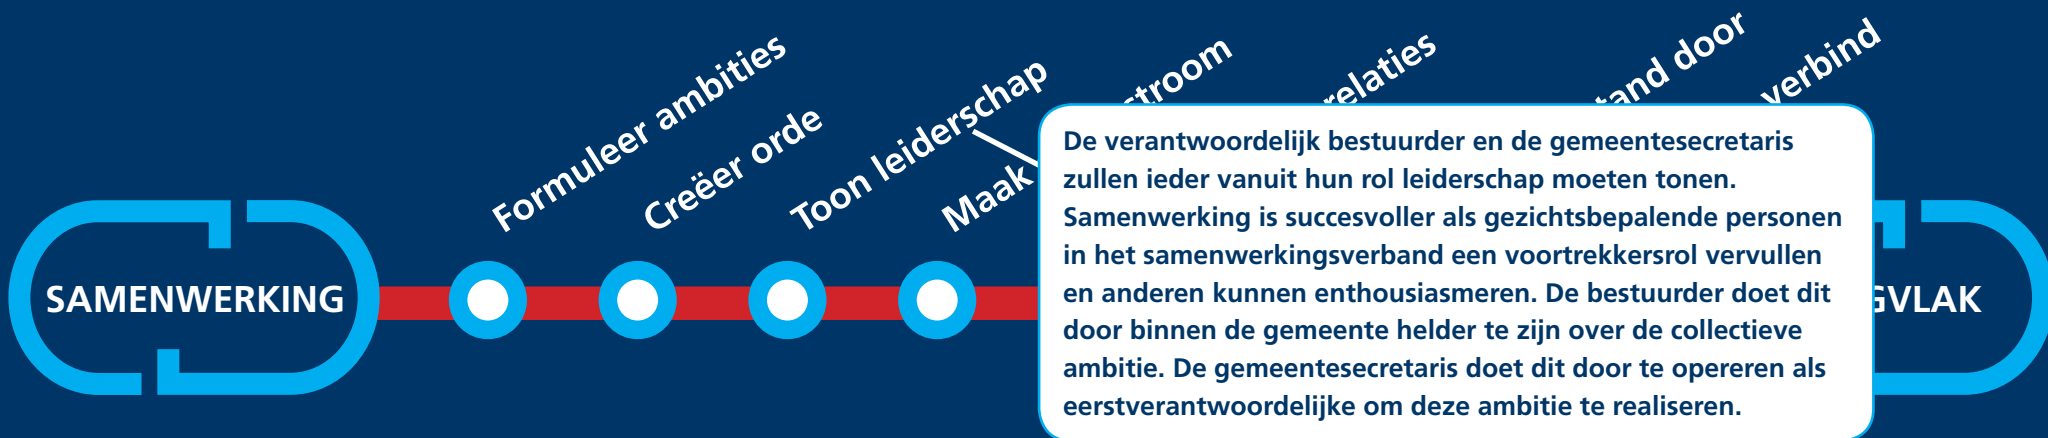 SAMENWERKING
Formuleer ambities
Creëer orde
Toon leiderschap
Maak
stroom
relaties
tand door
verbind
De verantwoordelijk bestuurder en de gemeentesecretaris
zullen ieder vanuit hun rol leiderschap moeten tonen.
Samenwerking is succesvoller als gezichtsbepalende personen
in het samenwerkingsverband een voortrekkersrol vervullen
en anderen kunnen enthousiasmeren. De bestuurder doet dit
door binnen de gemeente helder te zijn over de collectieve
ambitie. De gemeentesecretaris doet dit door te opereren als
eerstverantwoordelijke om deze ambitie te realiseren.
GVLAK